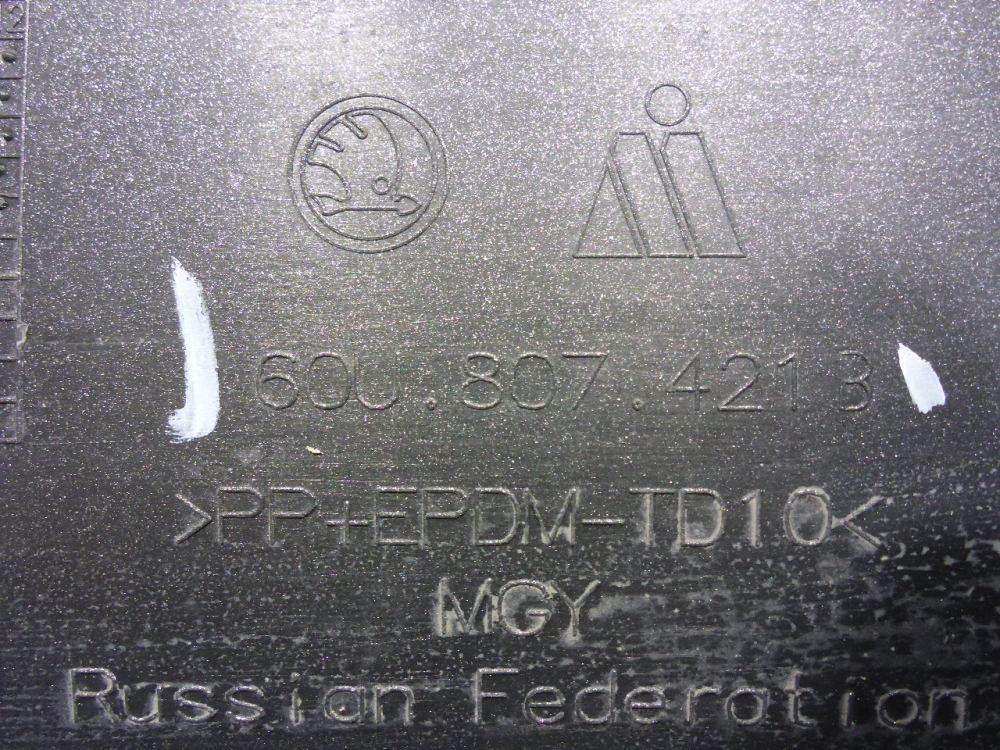 60U.807.421 B
>PP+EPDM-TD10<
MGY
Russian Federation